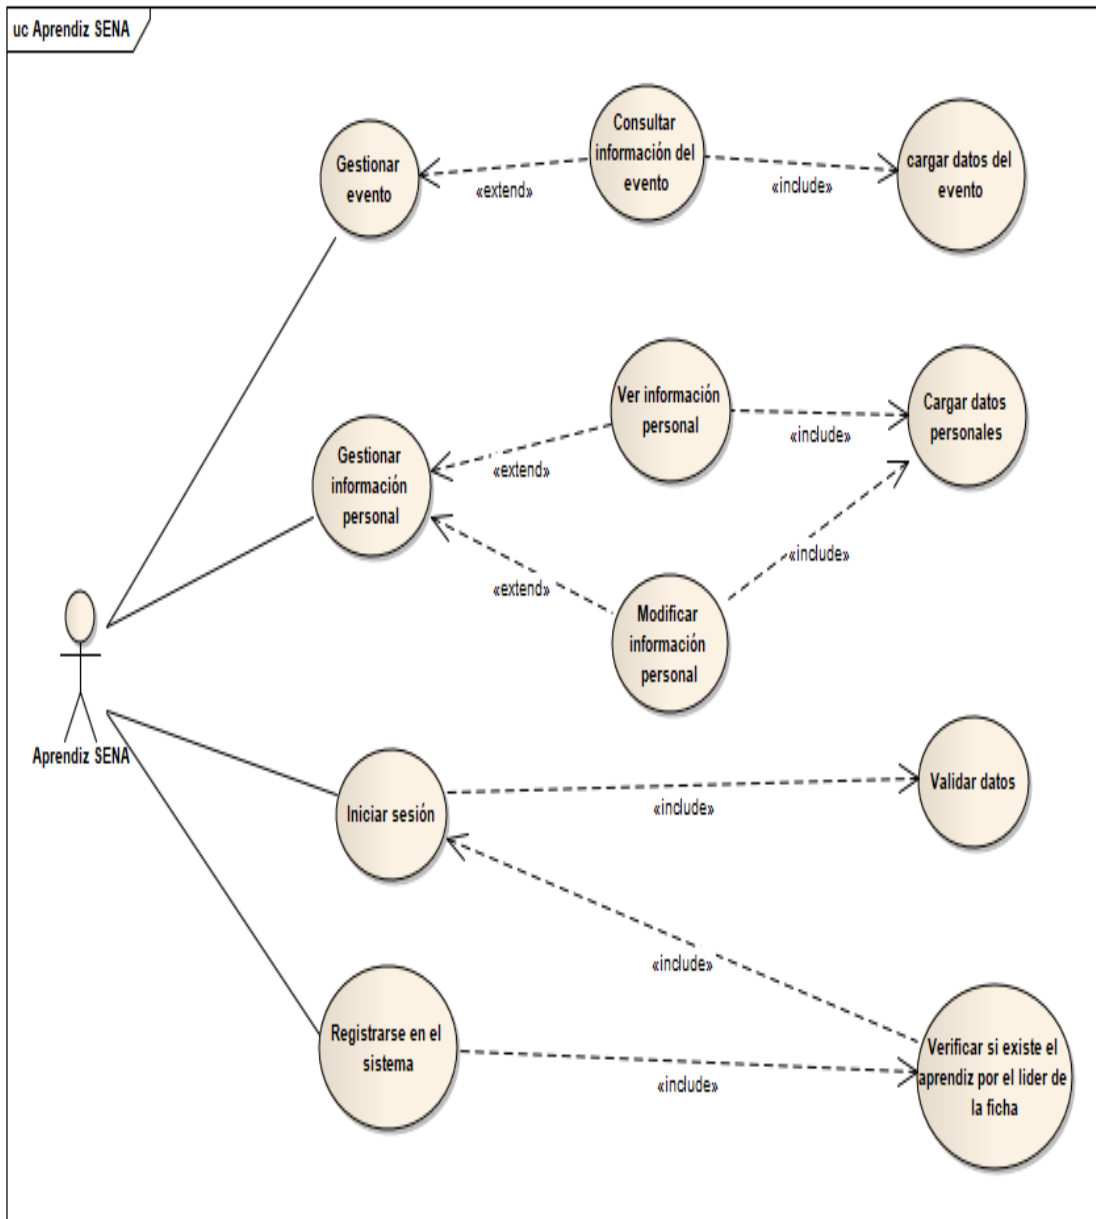 uc Aprendiz SENA
Gestionar
evento
«extend»
Consultar
información del
evento
«include»
cargar datos del
evento
Gestionar
información
personal
«extend»
Ver información
personal
«include»
Cargar datos
personales
«extend»
Modificar
información
personal
«include»
Aprendiz SENA
Iniciar sesión
«include»
Validar datos
«include»
Registrarse en el
sistema
«include»
Verificar si existe el
aprendiz por el lider de
la ficha